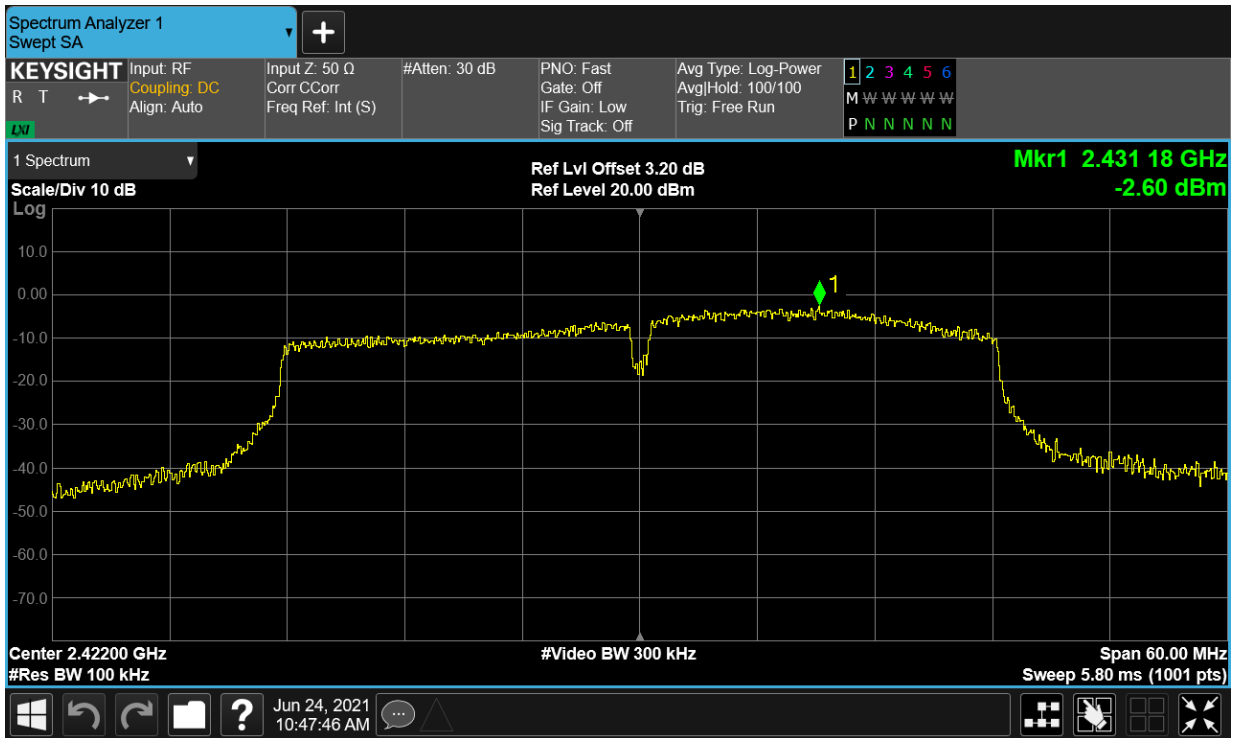 Spectrum Analyzer 1
Swept SA
KEYSIGHT
R T
LXI
Input: RF
Coupling: DC
Align: Auto
Input Z: 50 Ω
Corr CCorr
Freq Ref: Int (S)
#Atten: 30 dB
PNO: Fast
Gate: Off
IF Gain: Low
Sig Track: Off
Avg Type: Log-Power
Avg|Hold: 100/100
Trig: Free Run
1 2 3 4 5 6
M W W W W W
P N N N N N
1 Spectrum
Scale/Div 10 dB
Log
Ref Lvl Offset 3.20 dB
Ref Level 20.00 dBm
Mkr1 2.431 18 GHz
-2.60 dBm
10.0
0.00
-10.0
-20.0
-30.0
-40.0
-50.0
-60.0
-70.0
1
Center 2.42200 GHz
#Res BW 100 kHz
#Video BW 300 kHz
Span 60.00 MHz
Sweep 5.80 ms (1001 pts)
?
Jun 24, 2021
10:47:46 AM